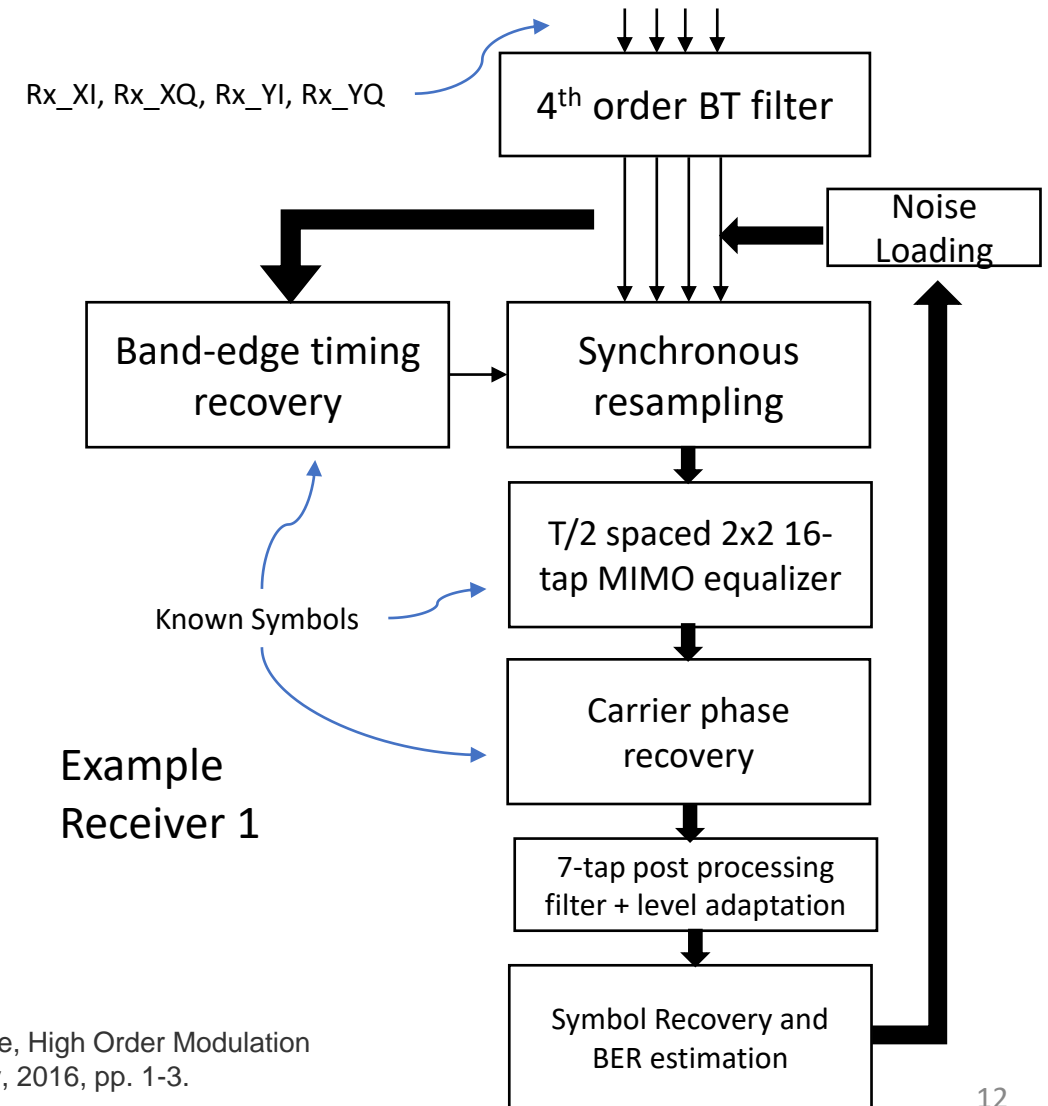 Rx_XI, Rx_XQ, Rx_YI, Rx_YQ
4th order BT filter
Noise
Loading
Band-edge timing
recovery
Synchronous
resampling
T/2 spaced 2x2 16-
tap MIMO equalizer
Known Symbols
Carrier phase
recovery
Example
Receiver 1
7-tap post processing
filter + level adaptation
Symbol Recovery and
BER estimation
e, High Order Modulation
, 2016, pp. 1-3.
12